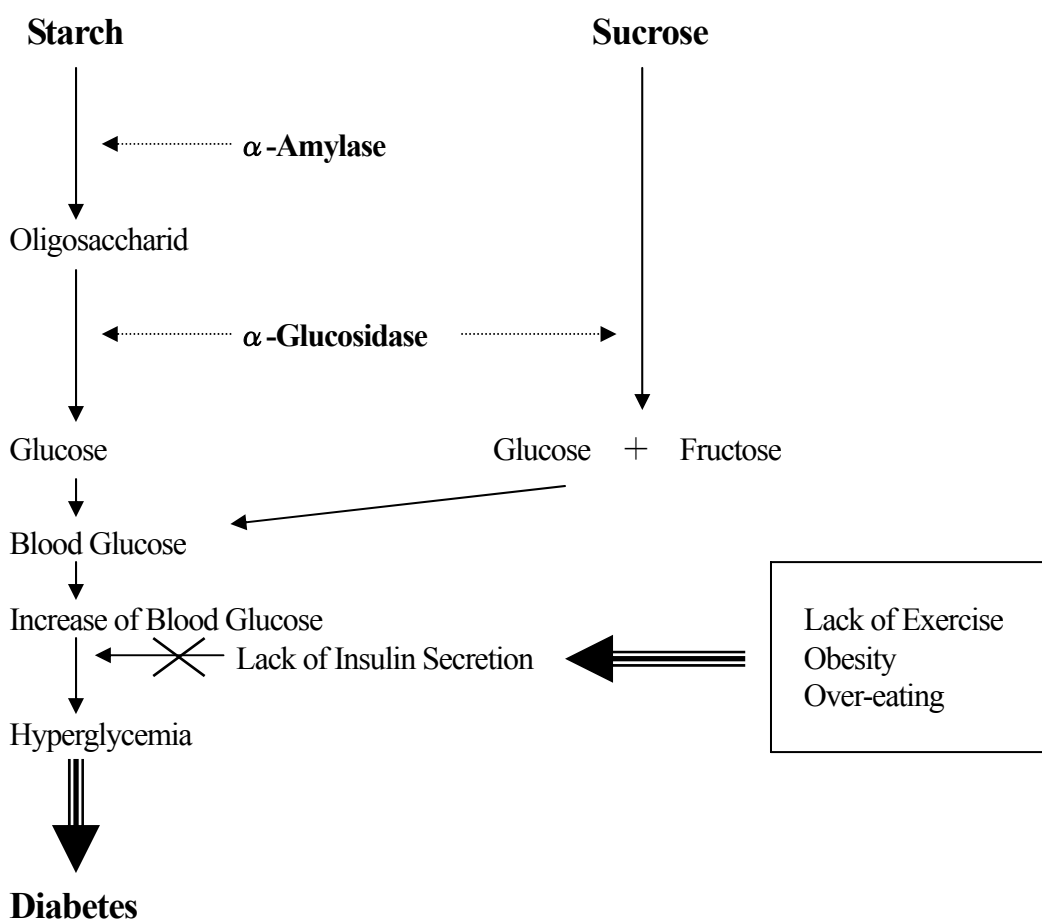 Starch
Sucrose
α-Amylase
Oligosaccharid
α-Glucosidase
Glucose
Glucose + Fructose
Blood Glucose
Increase of Blood Glucose
Lack of Insulin Secretion
Lack of Exercise
Obesity
Over-eating
Hyperglycemia
Diabetes